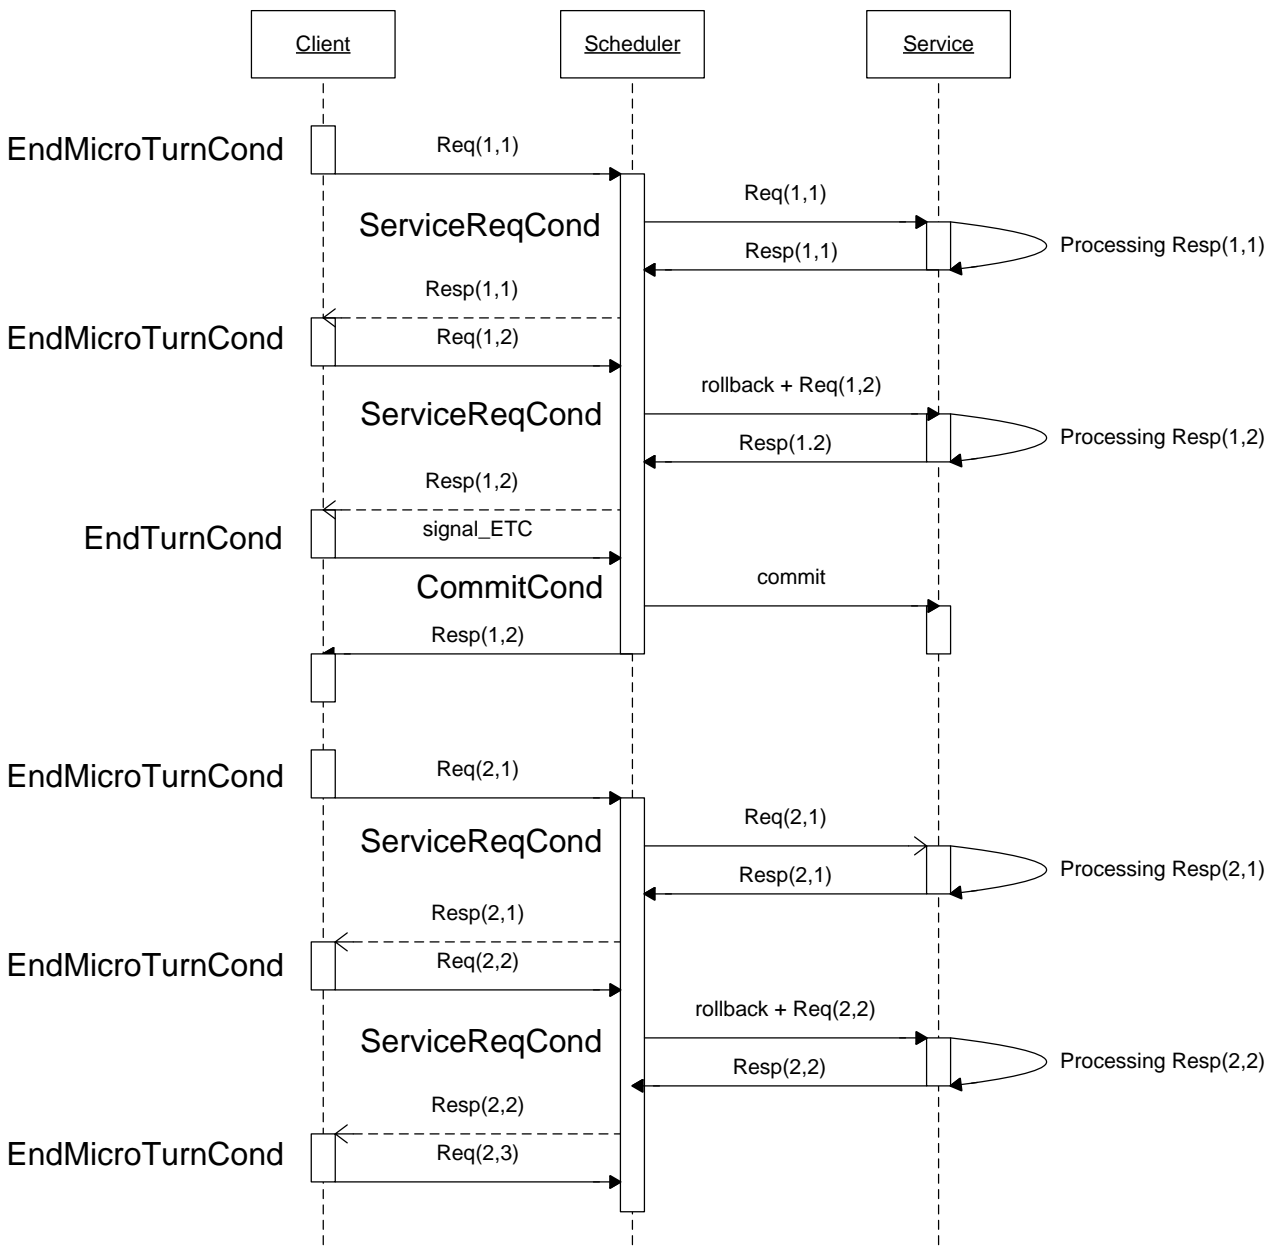 Client
Scheduler
Service
EndMicroTurnCond
Req(1,1)
Req(1,1)
ServiceReqCond
Resp(1,1)
Processing Resp(1,1)
Resp(1,1)
EndMicroTurnCond
Req(1,2)
rollback + Req(1,2)
ServiceReqCond
Resp(1.2)
Processing Resp(1,2)
Resp(1,2)
EndTurnCond
signal_ETC
CommitCond
commit
Resp(1,2)
EndMicroTurnCond
Req(2,1)
Req(2,1)
ServiceReqCond
Resp(2,1)
Processing Resp(2,1)
Resp(2,1)
EndMicroTurnCond
Req(2,2)
rollback + Req(2,2)
ServiceReqCond
Resp(2,2)
Processing Resp(2,2)
Resp(2,2)
EndMicroTurnCond
Req(2,3)